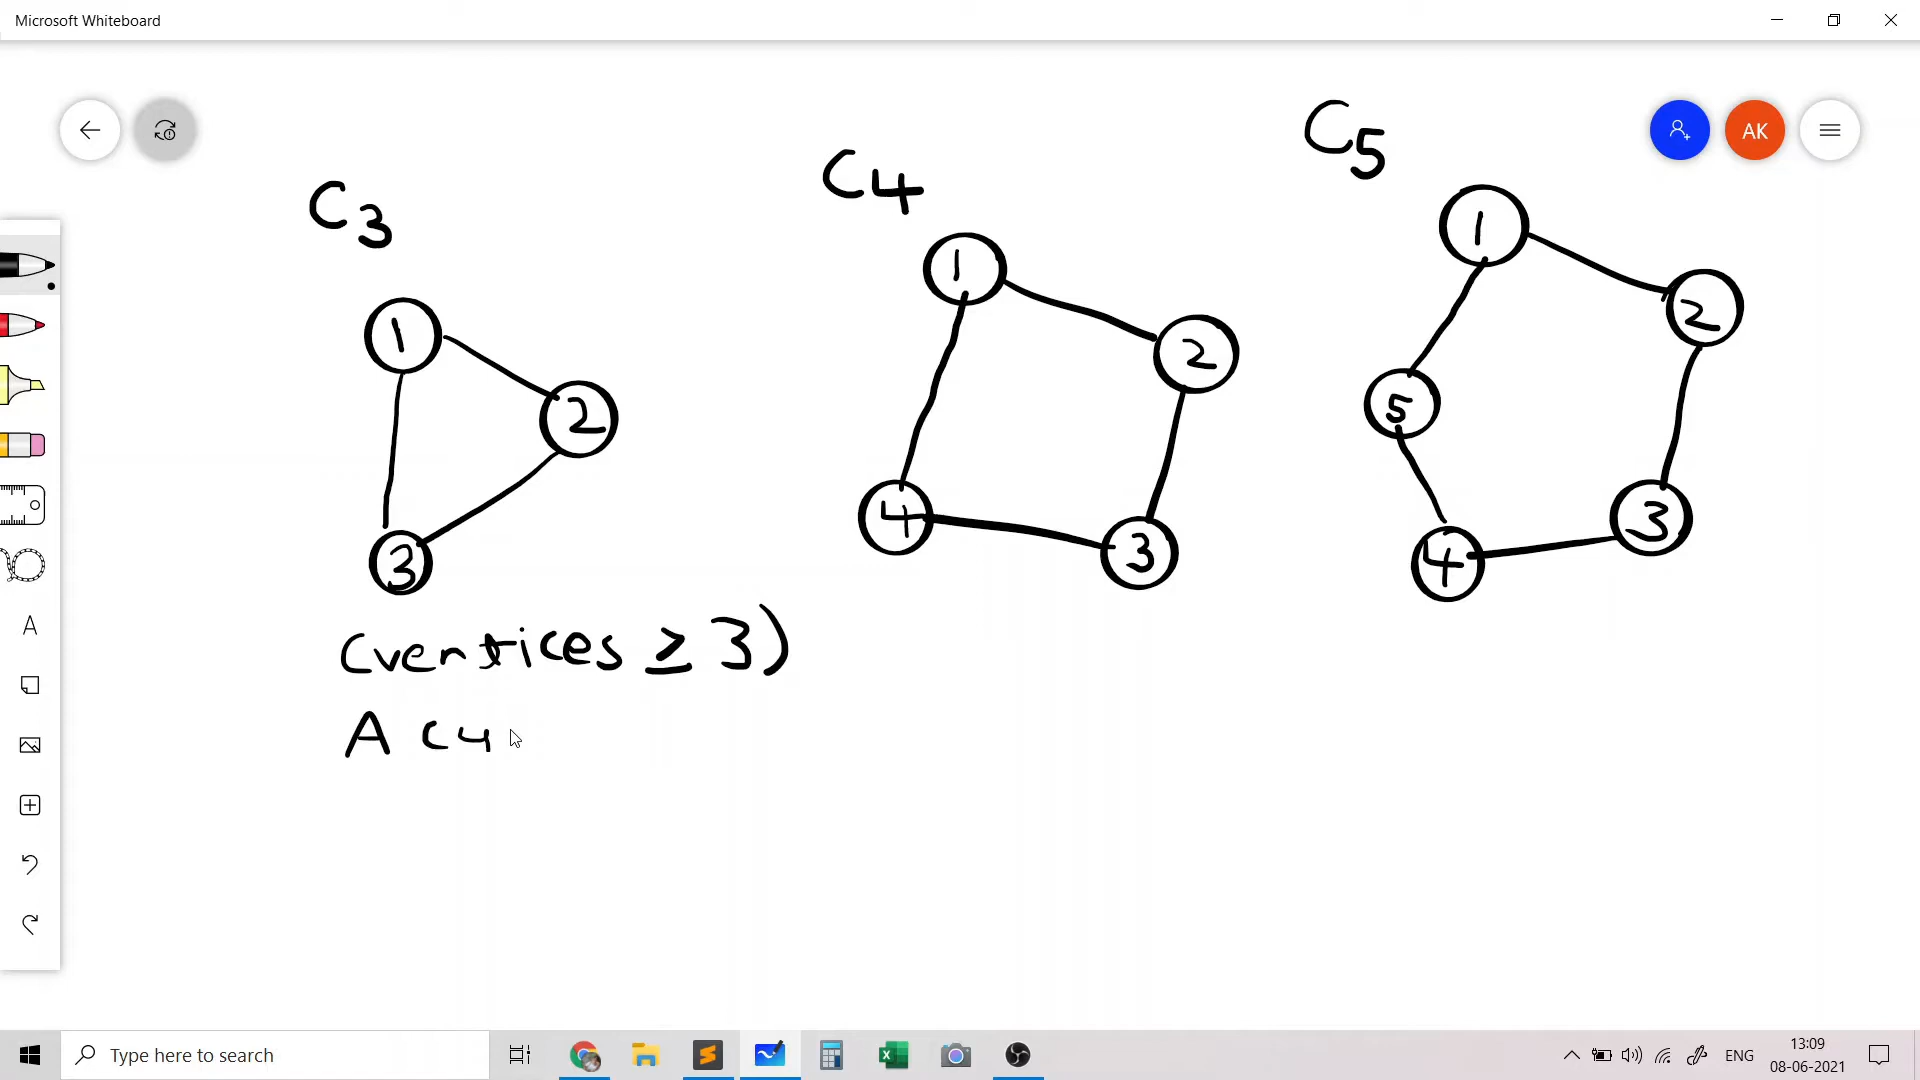 Microsoft Whiteboard
C3
C4
C5
AK
1
2
3
1
2
3
4
1
2
3
4
5
(vertices ≥ 3)
A cy
A
Type here to search
ENG
13:09
08-06-2021